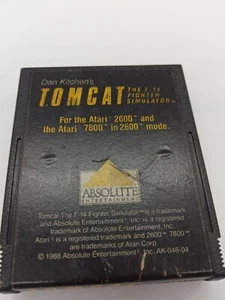 Dan Kitchen's
TOMCAT THE F-14
FIGHTER
SIMULATOR™
For the Atari® 2600™ and
the Atari® 7800™ in 2600™ mode.
ABSOLUTE
ENTERTAINMENT
Tomcat The F-14 Fighter Simulator™ is a trademark
and Absolute Entertainment, Inc. is a registered
trademark of Absolute Entertainment, Inc.
Atari® is a registered trademark and 2600™, 7800™,
are trademarks of Atari Corp.
© 1988 Absolute Entertainment, Inc. AK-046-04